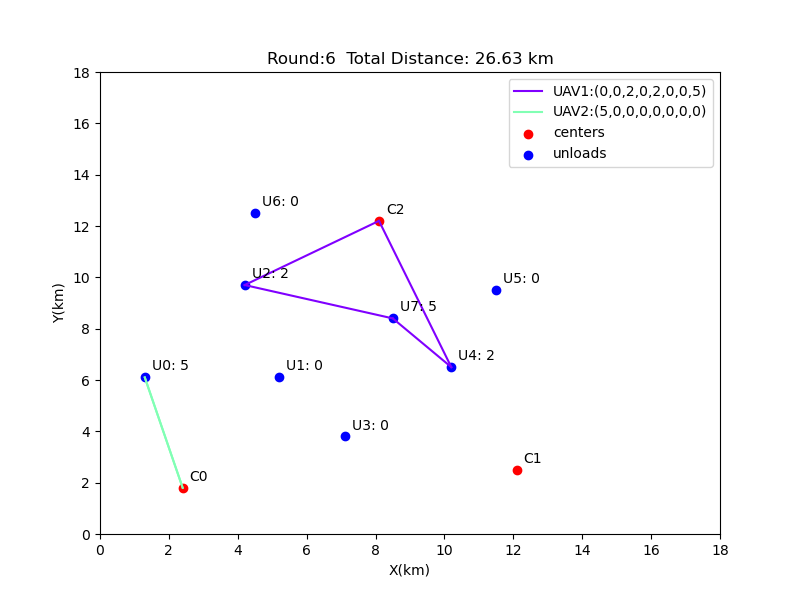 Round:6  Total Distance: 26.63 km
18
16
14
12
10
8
6
4
2
0
Y(km)
UAV1:(0,0,2,0,2,0,0,5)
UAV2:(5,0,0,0,0,0,0,0)
centers
unloads
U6: 0
C2
U2: 2
U5: 0
U7: 5
U0: 5
U1: 0
U4: 2
U3: 0
C0
C1
0 2 4 6 8 10 12 14 16 18
X(km)